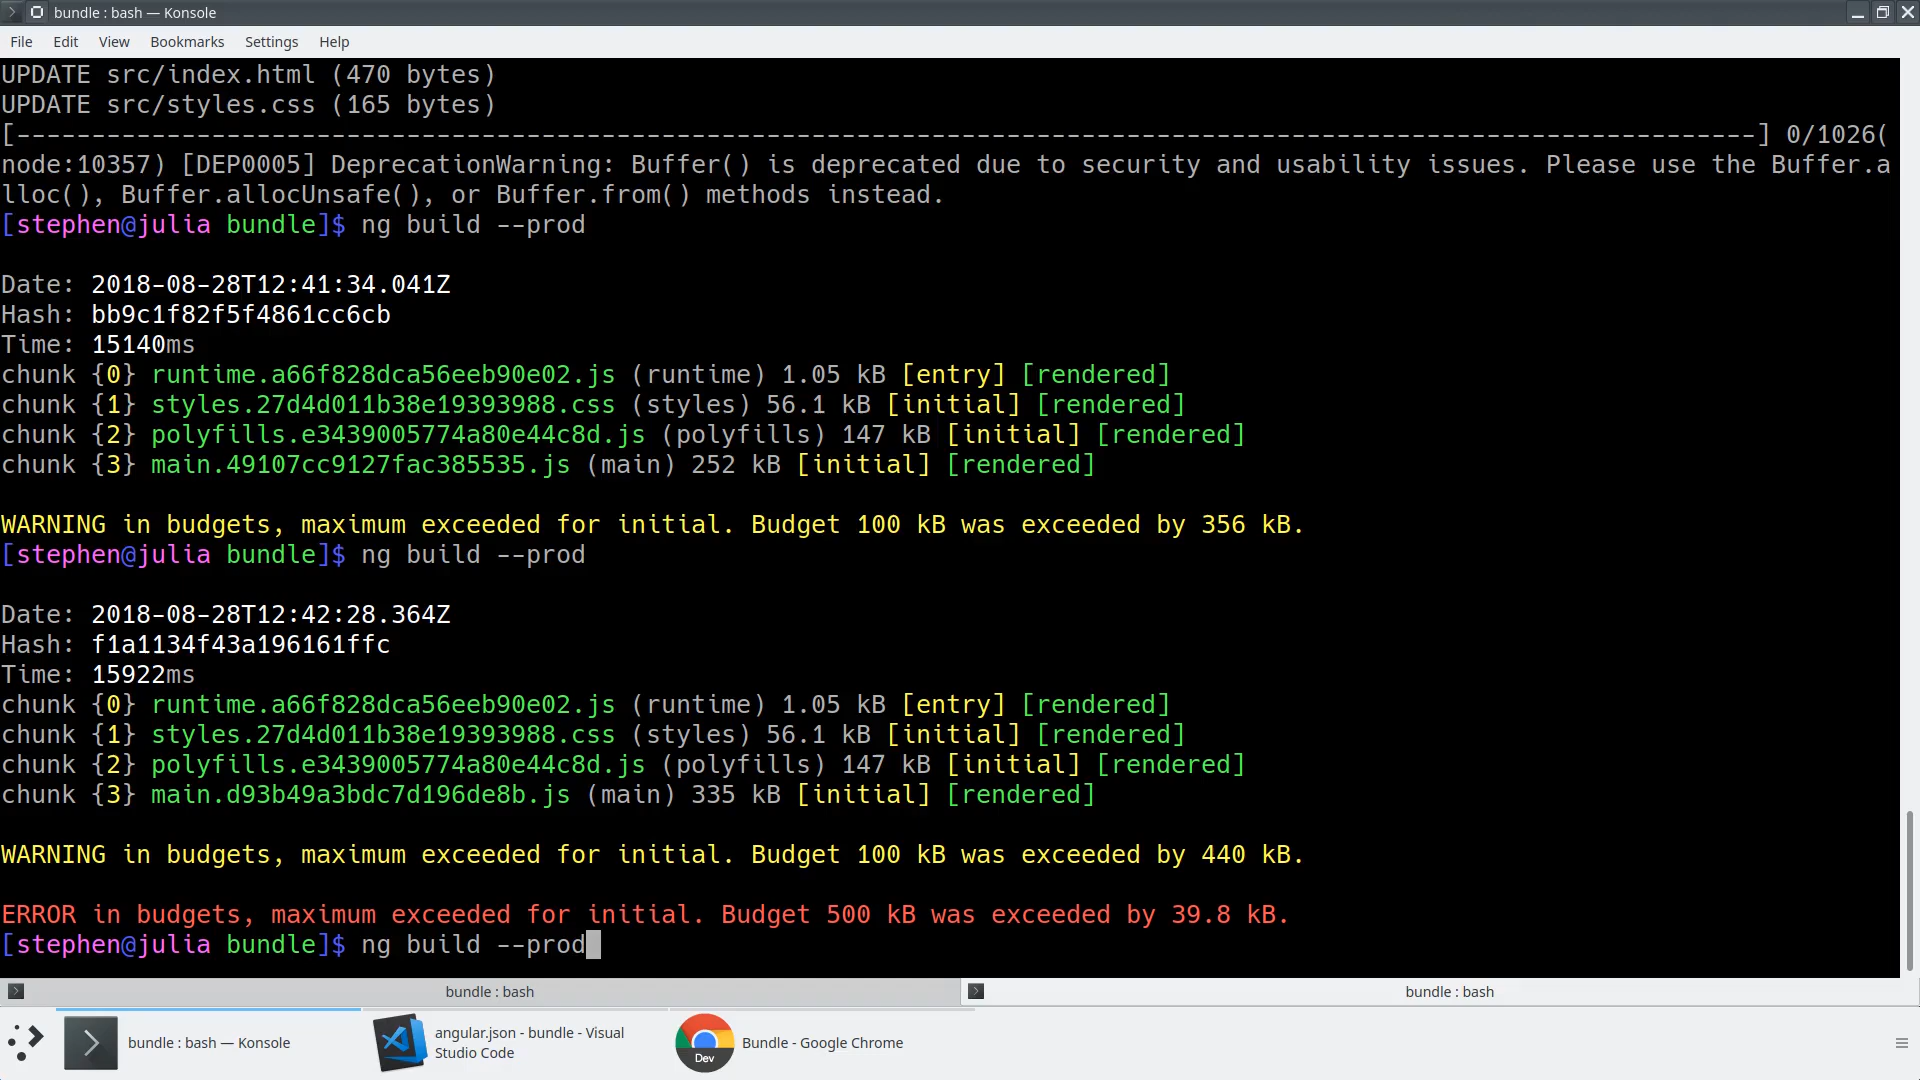 bundle : bash — Konsole
File Edit View Bookmarks Settings Help
UPDATE src/index.html (470 bytes)
UPDATE src/styles.css (165 bytes)
[--------------------------------------------------------------------------------------------------------------------] 0/1026(
node:10357) [DEP0005] DeprecationWarning: Buffer() is deprecated due to security and usability issues. Please use the Buffer.a
lloc(), Buffer.allocUnsafe(), or Buffer.from() methods instead.
[stephen@julia bundle]$ ng build --prod
Date: 2018-08-28T12:41:34.041Z
Hash: bb9c1f82f5f4861cc6cb
Time: 15140ms
chunk {0} runtime.a66f828dca56eeb90e02.js (runtime) 1.05 kB [entry] [rendered]
chunk {1} styles.27d4d011b38e19393988.css (styles) 56.1 kB [initial] [rendered]
chunk {2} polyfills.e3439005774a80e44c8d.js (polyfills) 147 kB [initial] [rendered]
chunk {3} main.49107cc9127fac385535.js (main) 252 kB [initial] [rendered]
WARNING in budgets, maximum exceeded for initial. Budget 100 kB was exceeded by 356 kB.
[stephen@julia bundle]$ ng build --prod
Date: 2018-08-28T12:42:28.364Z
Hash: f1a1134f43a196161ffc
Time: 15922ms
chunk {0} runtime.a66f828dca56eeb90e02.js (runtime) 1.05 kB [entry] [rendered]
chunk {1} styles.27d4d011b38e19393988.css (styles) 56.1 kB [initial] [rendered]
chunk {2} polyfills.e3439005774a80e44c8d.js (polyfills) 147 kB [initial] [rendered]
chunk {3} main.d93b49a3bdc7d196de8b.js (main) 335 kB [initial] [rendered]
WARNING in budgets, maximum exceeded for initial. Budget 100 kB was exceeded by 440 kB.
ERROR in budgets, maximum exceeded for initial. Budget 500 kB was exceeded by 39.8 kB.
[stephen@julia bundle]$ ng build --prod
bundle : bash
bundle : bash
bundle : bash — Konsole
angular.json - bundle - Visual
Studio Code
Dev
Bundle - Google Chrome